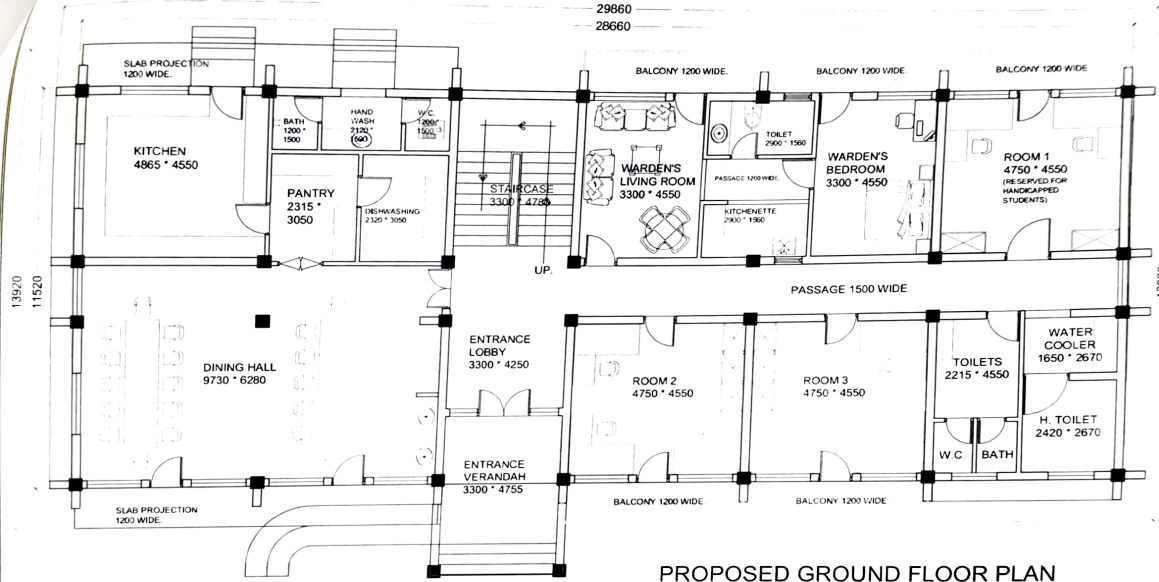 29860
28660
SLAB PROJECTION
1200 WIDE.
BALCONY 1200 WIDE.
BALCONY 1200 WIDE.
BALCONY 1200 WIDE
KITCHEN
4865 * 4550
BATH
1200 *
1500
HAND
WASH
2120 *
1500
W.C.
1200 *
1500
PANTRY
2315 *
3050
DISHWASHING
2320 * 3050
STAIRCASE
3300 * 4785
UP.
WARDEN'S
LIVING ROOM
3300 * 4550
TOILET
2900 * 1560
PASSAGE 1200 WIDE.
KITCHENETTE
2900 * 1560
WARDEN'S
BEDROOM
3300 * 4550
ROOM 1
4750 * 4550
(RESERVED FOR
HANDICAPPED
STUDENTS)
13920
11520
PASSAGE 1500 WIDE
DINING HALL
9730 * 6280
ENTRANCE
LOBBY
3300 * 4250
ROOM 2
4750 * 4550
ROOM 3
4750 * 4550
TOILETS
2215 * 4550
WATER
COOLER
1650 * 2670
H. TOILET
2420 * 2670
W.C
BATH
ENTRANCE
VERANDAH
3300 * 4755
SLAB PROJECTION
1200 WIDE.
BALCONY 1200 WIDE.
BALCONY 1200 WIDE
PROPOSED GROUND FLOOR PLAN